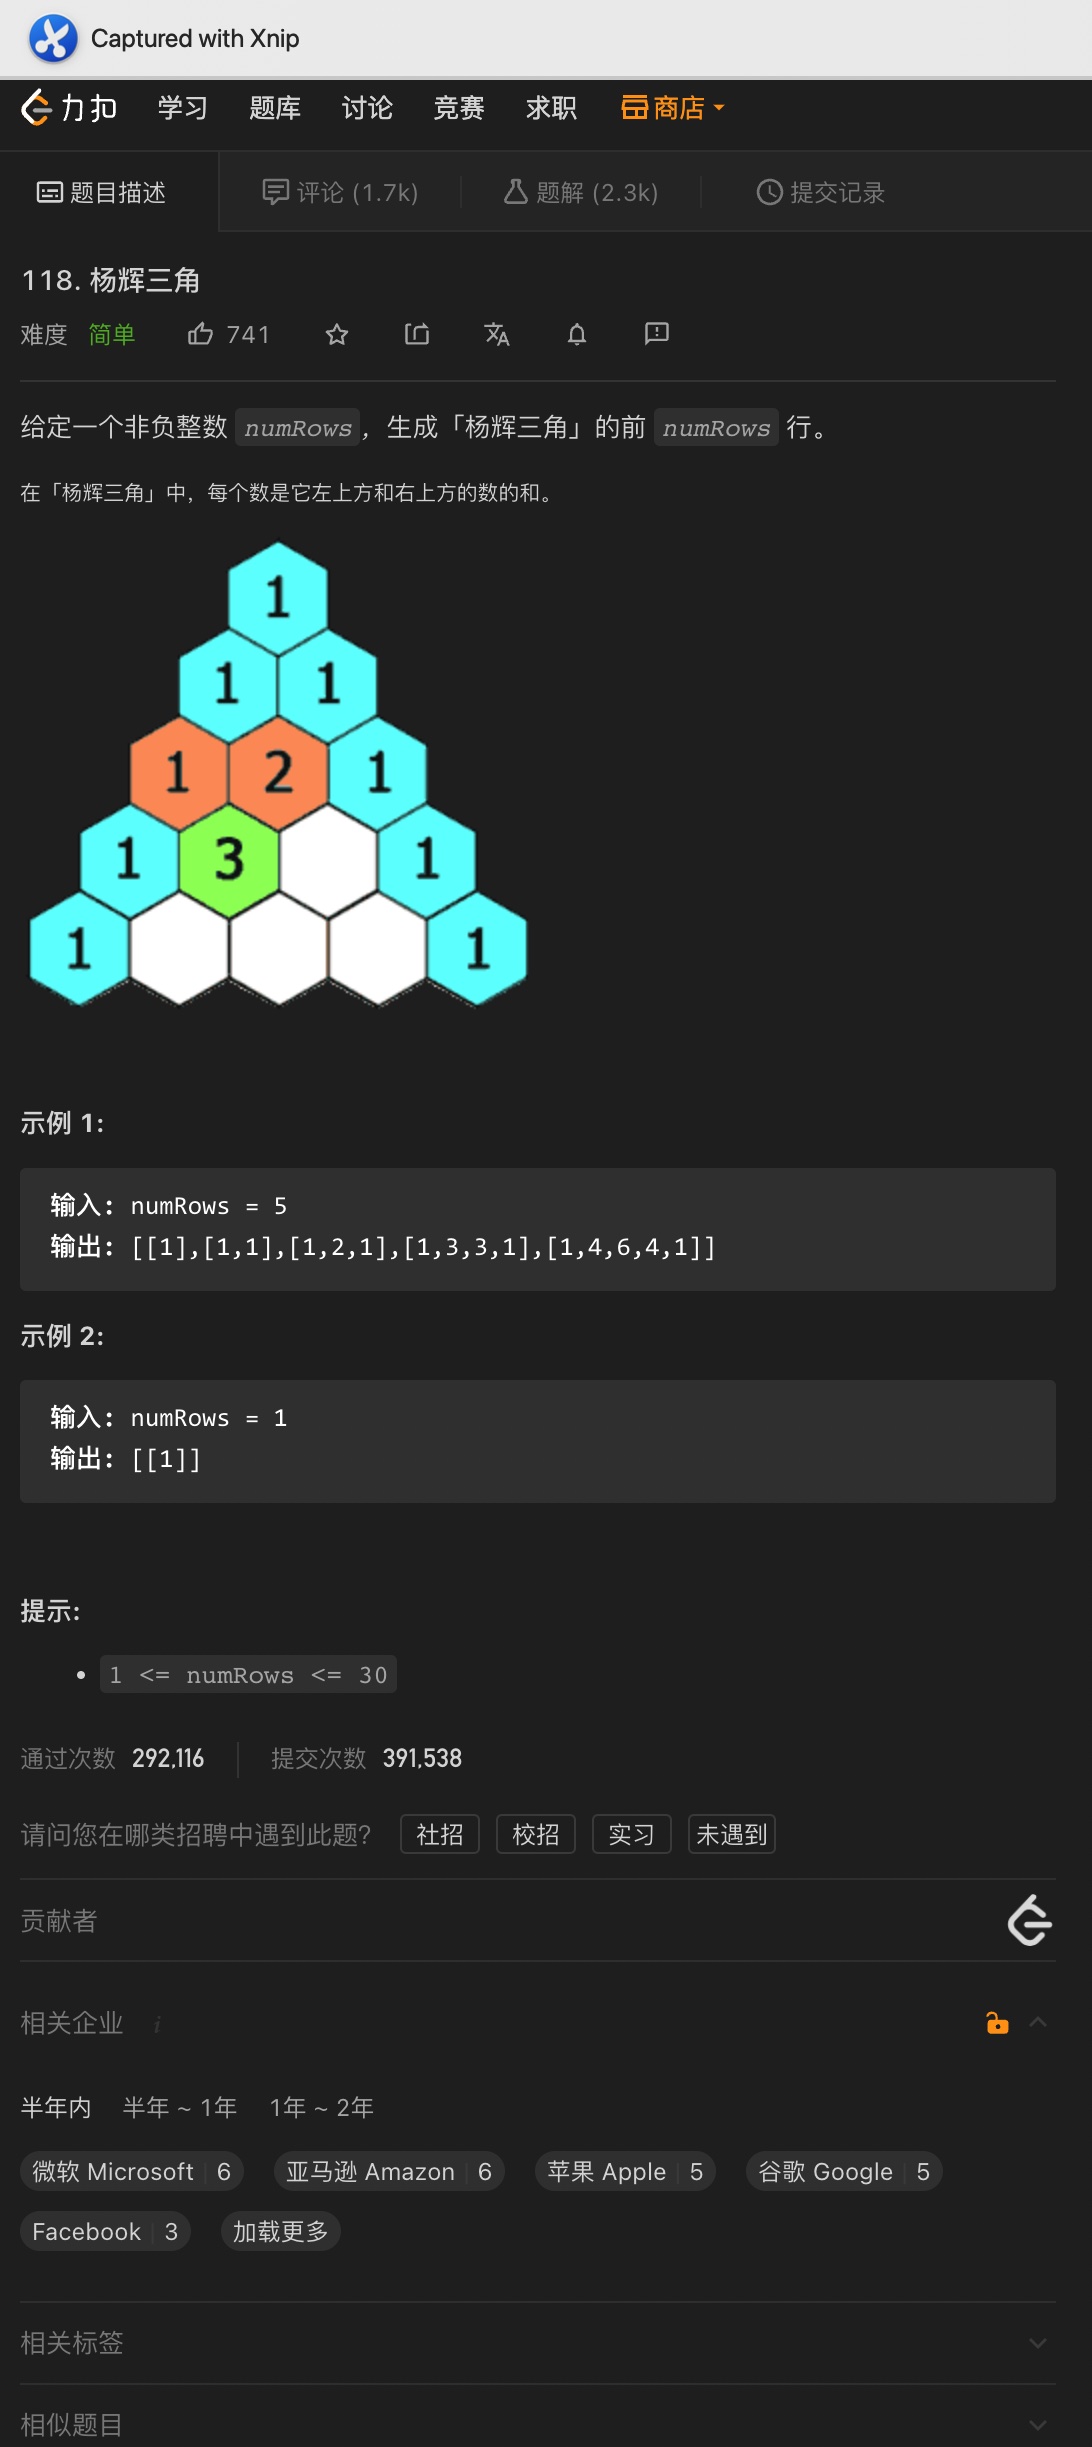 Captured with Xnip
力扣 学习 题库 讨论 竞赛 求职 商店
题目描述 评论 (1.7k) 题解 (2.3k) 提交记录
118. 杨辉三角
难度 简单 741
给定一个非负整数 numRows，生成「杨辉三角」的前 numRows 行。
在「杨辉三角」中，每个数是它左上方和右上方的数的和。
1
1 1
1 2 1
1 3 1
1 1
示例 1:
输入: numRows = 5
输出: [[1],[1,1],[1,2,1],[1,3,3,1],[1,4,6,4,1]]
示例 2:
输入: numRows = 1
输出: [[1]]
提示:
• 1 <= numRows <= 30
通过次数 292,116 提交次数 391,538
请问您在哪类招聘中遇到此题? 社招 校招 实习 未遇到
贡献者
相关企业 i
半年内 半年 ~ 1年 1年 ~ 2年
微软 Microsoft 6 亚马逊 Amazon 6 苹果 Apple 5 谷歌 Google 5
Facebook 3 加载更多
相关标签
相似题目